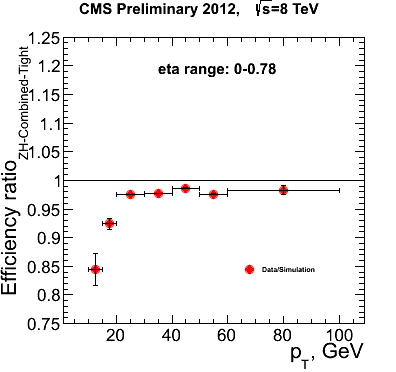 CMS Preliminary 2012, √s=8 TeV
eta range: 0-0.78
Efficiency ratio ZH-Combined-Tight
1.25
1.2
1.15
1.1
1.05
1
0.95
0.9
0.85
0.8
0.75
Data/Simulation
20 40 60 80 100
pT, GeV